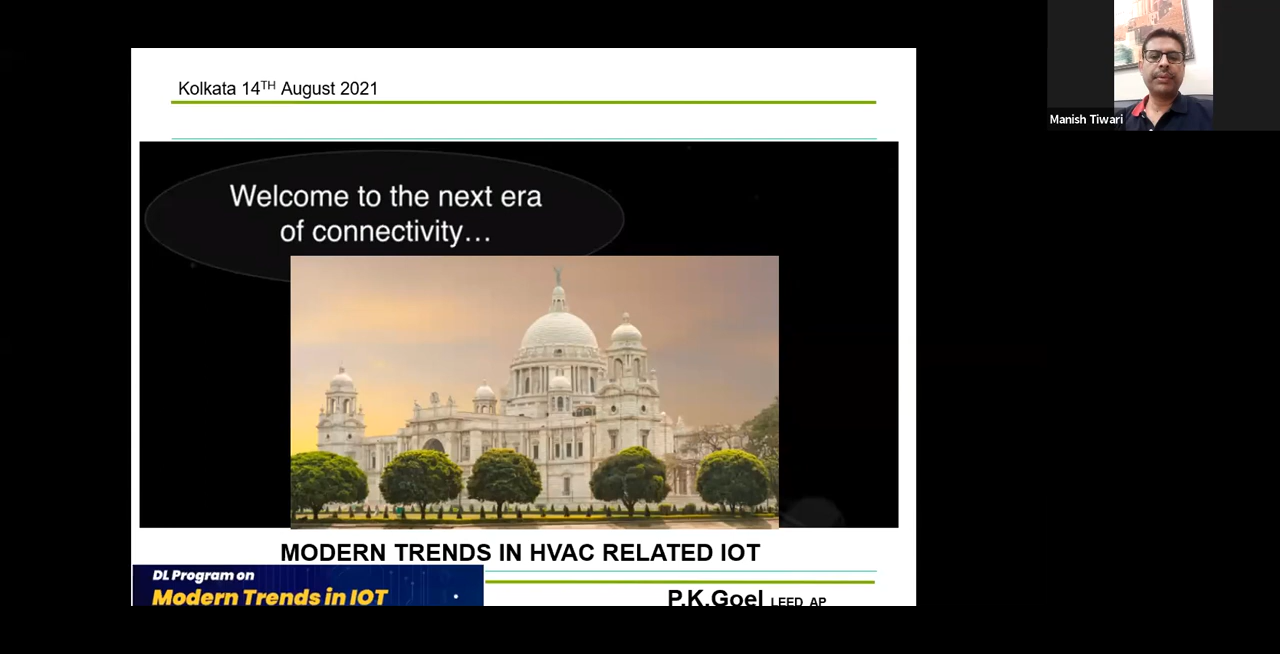 Kolkata 14TH August 2021
Manish Tiwari
Welcome to the next era
of connectivity…
MODERN TRENDS IN HVAC RELATED IOT
DL Program on
Modern Trends in IOT
P.K.Goel LEED AP